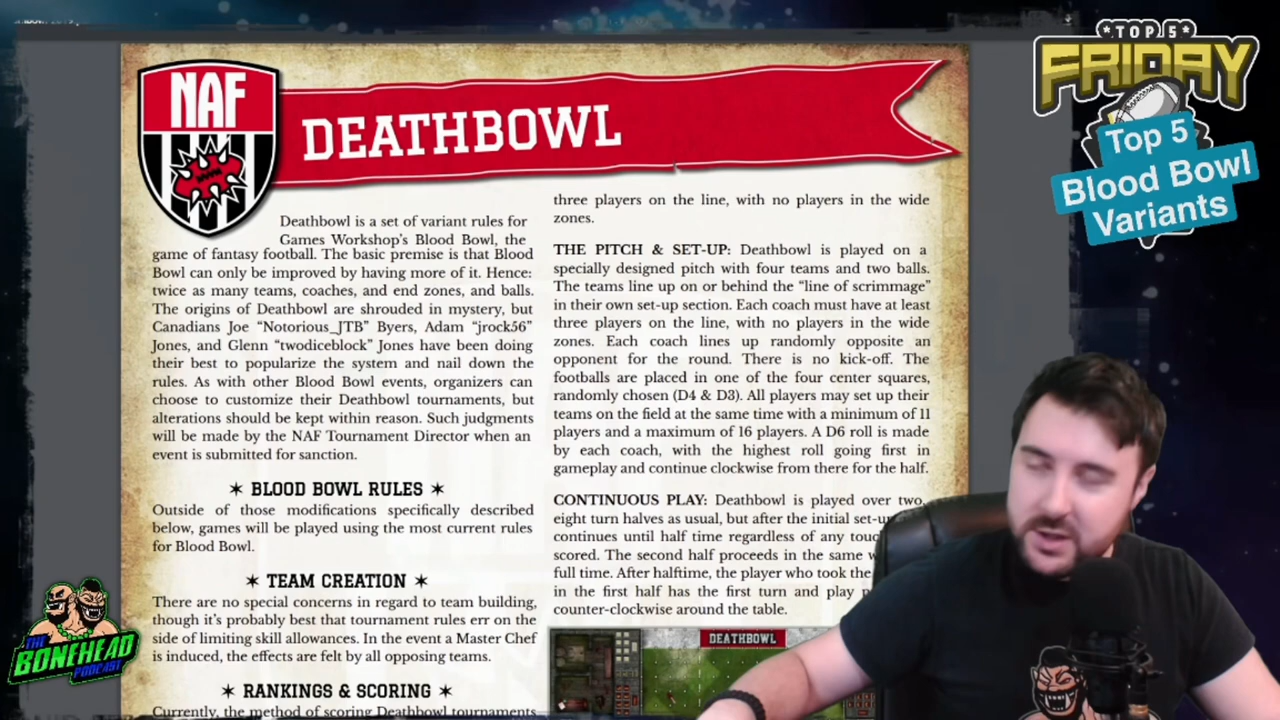 NAF
DEATHBOWL
Deathbowl is a set of variant rules for
Games Workshop's Blood Bowl, the
game of fantasy football. The basic premise is that Blood
Bowl can only be improved by having more of it. Hence:
twice as many teams, coaches, and end zones, and balls.
The origins of Deathbowl are shrouded in mystery, but
Canadians Joe “Notorious_JTB” Byers, Adam “jrock56”
Jones, and Glenn “twodiceblock” Jones have been doing
their best to popularize the system and nail down the
rules. As with other Blood Bowl events, organizers can
choose to customize their Deathbowl tournaments, but
alterations should be kept within reason. Such judgments
will be made by the NAF Tournament Director when an
event is submitted for sanction.
✶ BLOOD BOWL RULES ✶
Outside of those modifications specifically described
below, games will be played using the most current rules
for Blood Bowl.
✶ TEAM CREATION ✶
There are no special concerns in regard to team building,
though it's probably best that tournament rules err on the
side of limiting skill allowances. In the event a Master Chef
is induced, the effects are felt by all opposing teams.
✶ RANKINGS & SCORING ✶
Currently, the method of scoring Deathbowl tournaments
three players on the line, with no players in the wide
zones.
THE PITCH & SET-UP: Deathbowl is played on a
specially designed pitch with four teams and two balls.
The teams line up on or behind the “line of scrimmage”
in their own set-up section. Each coach must have at least
three players on the line, with no players in the wide
zones. Each coach lines up randomly opposite an
opponent for the round. There is no kick-off. The
footballs are placed in one of the four center squares,
randomly chosen (D4 & D3). All players may set up their
teams on the field at the same time with a minimum of 11
players and a maximum of 16 players. A D6 roll is made
by each coach, with the highest roll going first in
gameplay and continue clockwise from there for the half.
CONTINUOUS PLAY: Deathbowl is played over two,
eight turn halves as usual, but after the initial set-up
continues until half time regardless of any
scored. The second half proceeds in the same
full time. After halftime, the player who took the
in the first half has the first turn and play
counter-clockwise around the table.
DEATHBOWL
TOP 5
FRIDAY
Top 5
Blood Bowl
Variants
THE
BONEHEAD
PODCAST